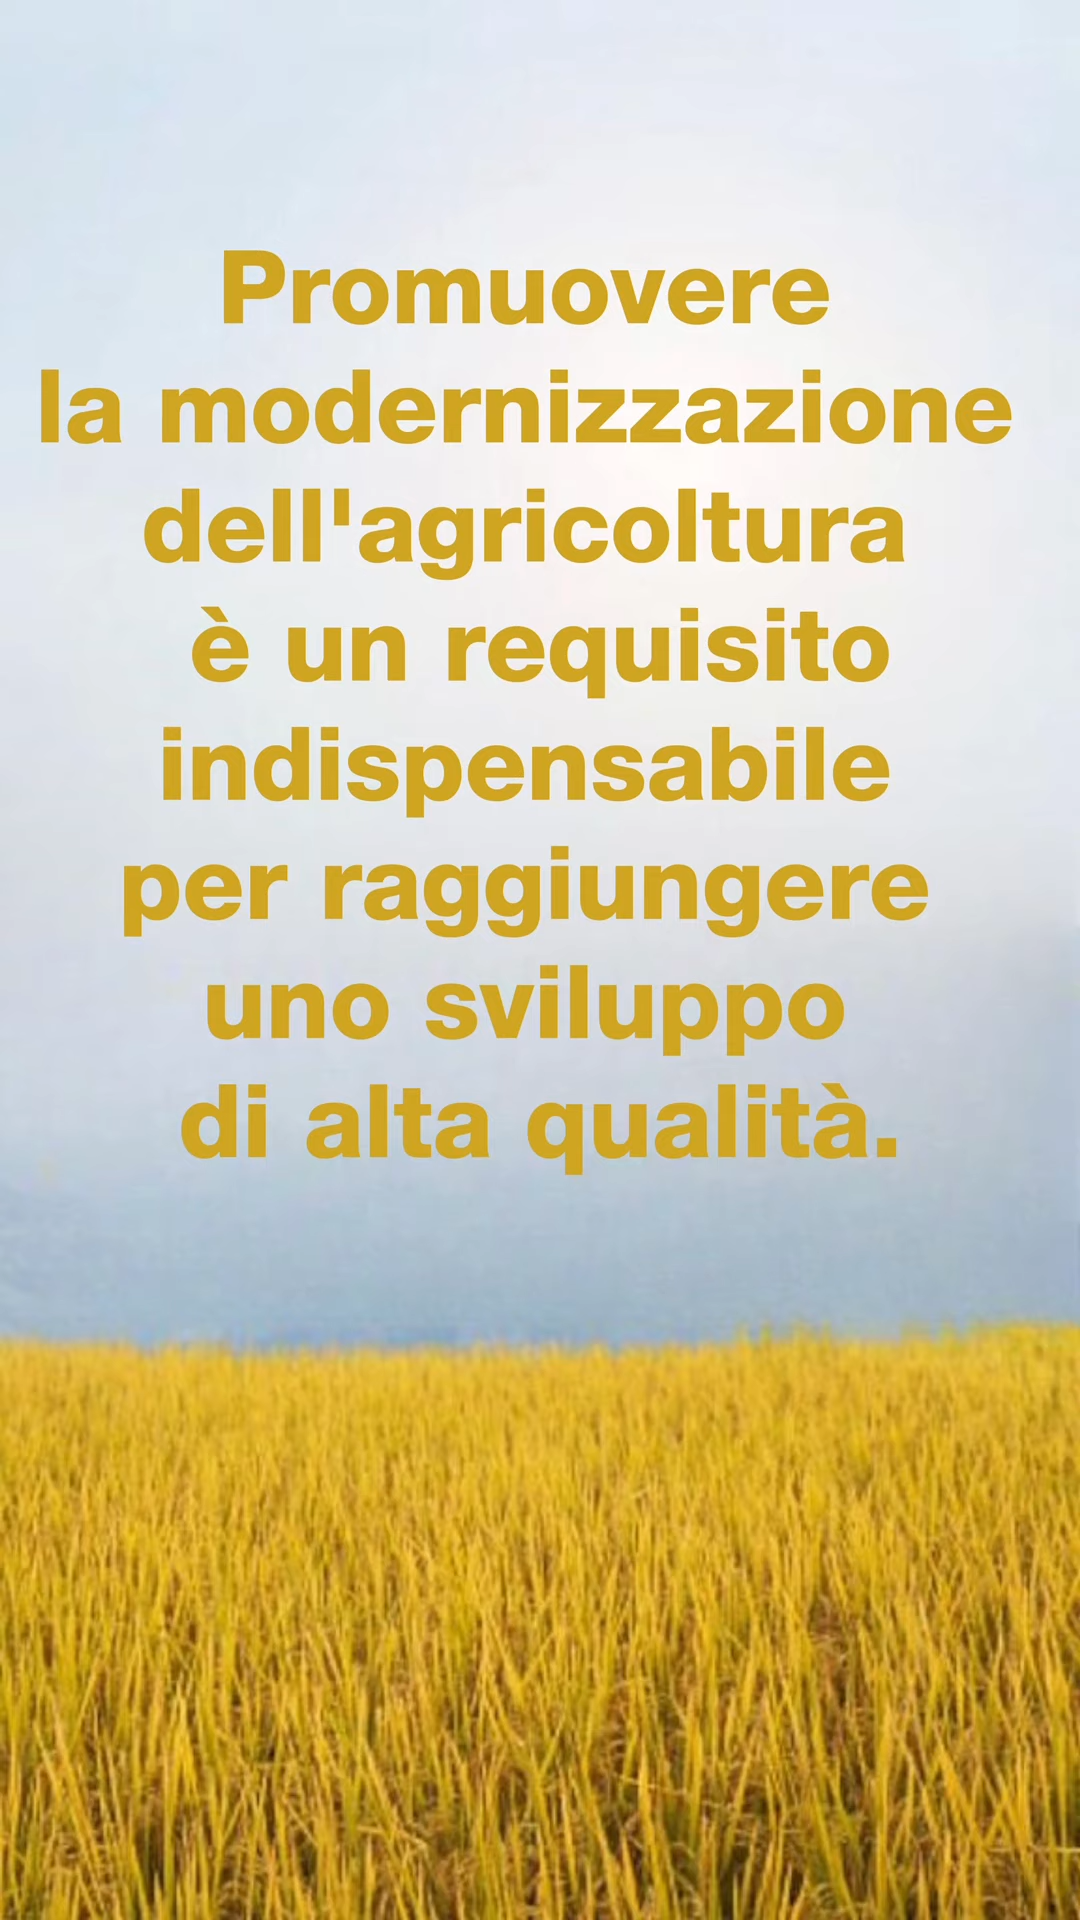 Promuovere
la modernizzazione
dell'agricoltura
è un requisito
indispensabile
per raggiungere
uno sviluppo
di alta qualità.